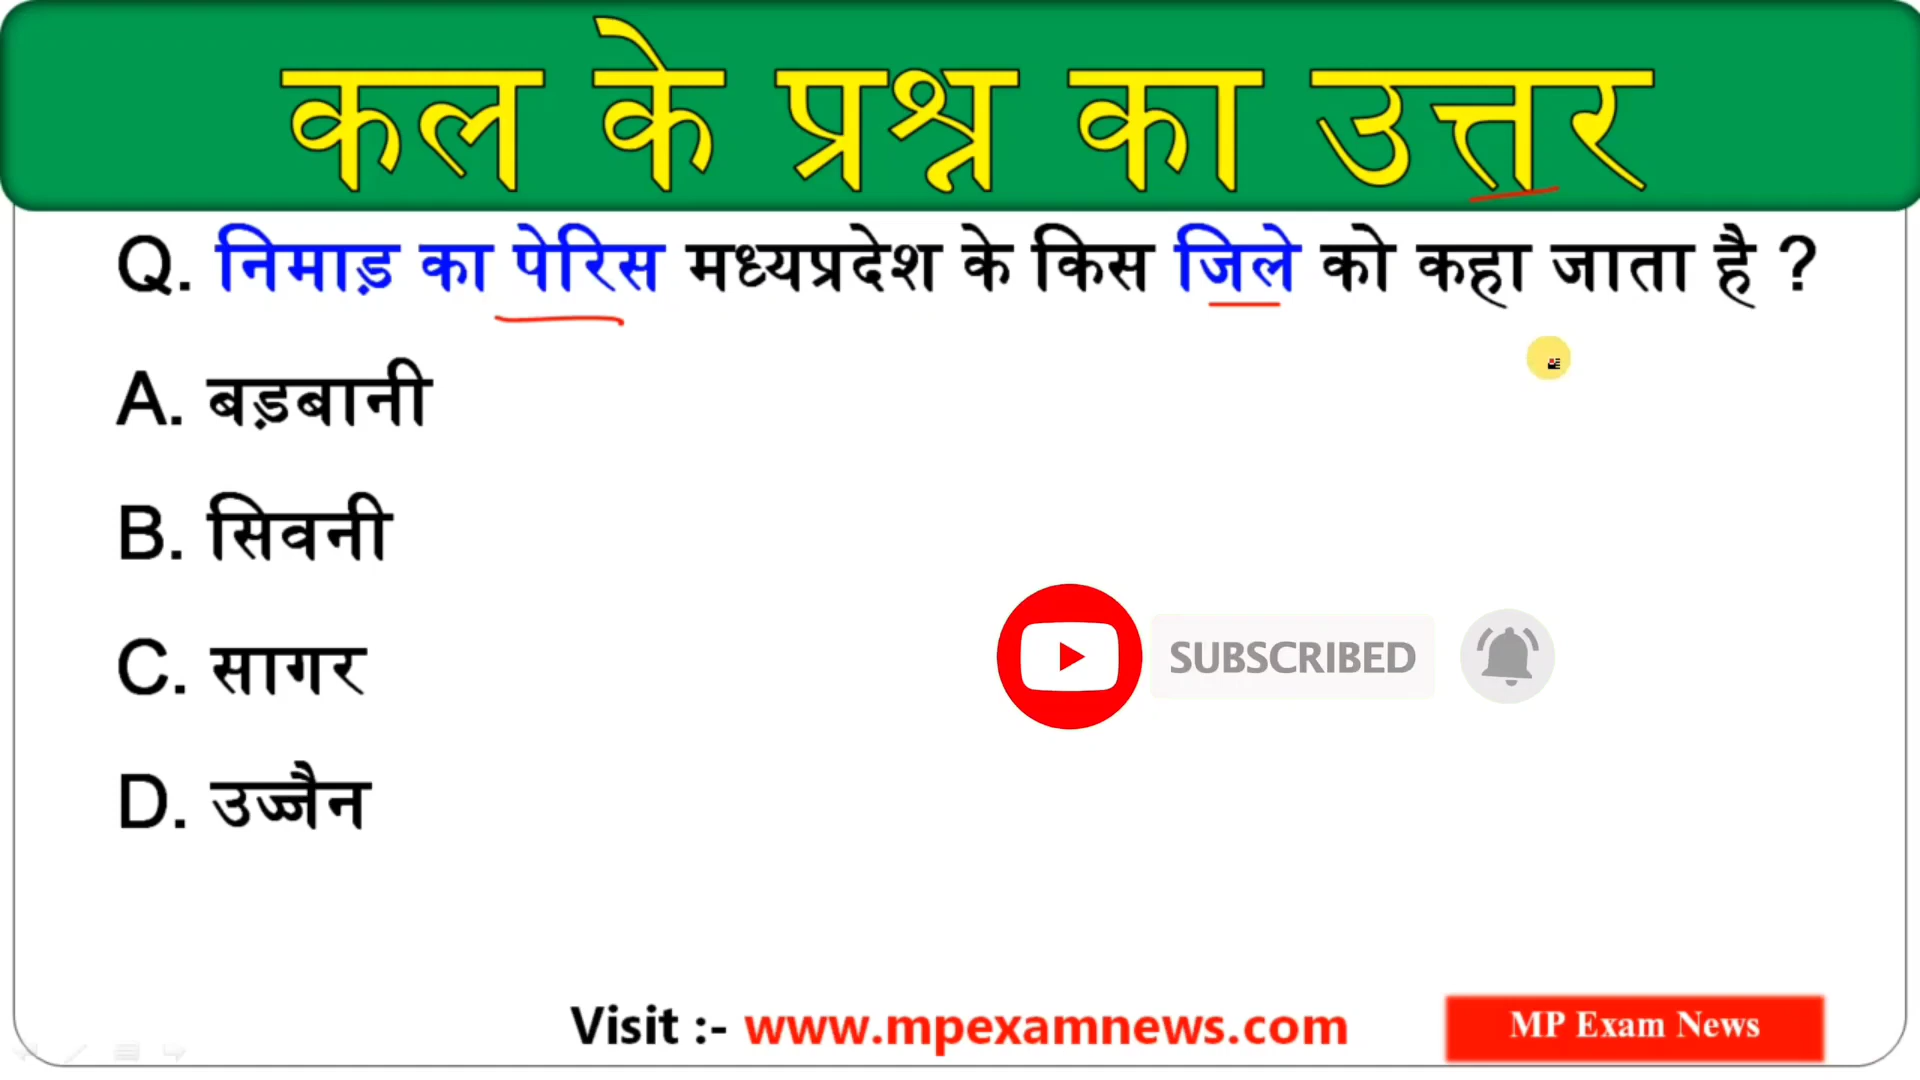 कल के प्रश्न का उत्तर
Q. निमाड़ का पेरिस मध्यप्रदेश के किस जिले को कहा जाता है ?
A. बड़बानी
B. सिवनी
C. सागर
D. उज्जैन
SUBSCRIBED
Visit :- www.mpexamnews.com
MP Exam News